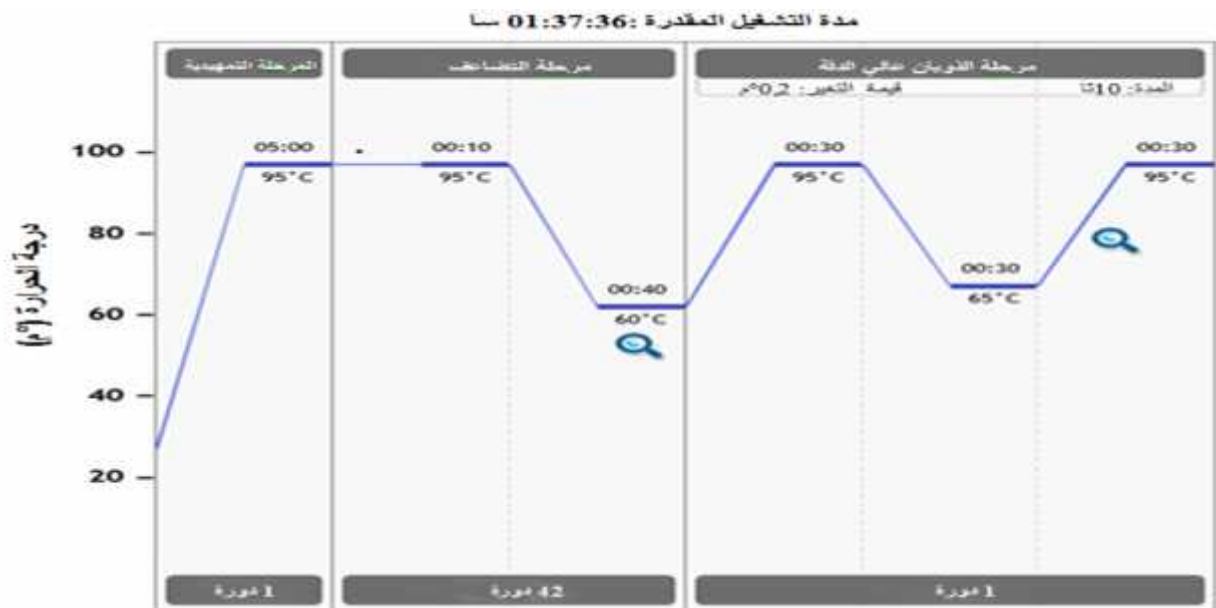 مدة التشغيل المقدرة :01:37:36 سا
مرحلة الذوبان عالي الدقة
مرحلة التضاعف
المرحلة التمهيدية
المدة: 10ثا
قيمة التغير: 0,2°م
درجة الحرارة (°م)
100
80
60
40
20
05:00
95°C
00:10
95°C
00:40
60°C
00:30
95°C
00:30
65°C
00:30
95°C
1 دورة
42 دورة
1 دورة